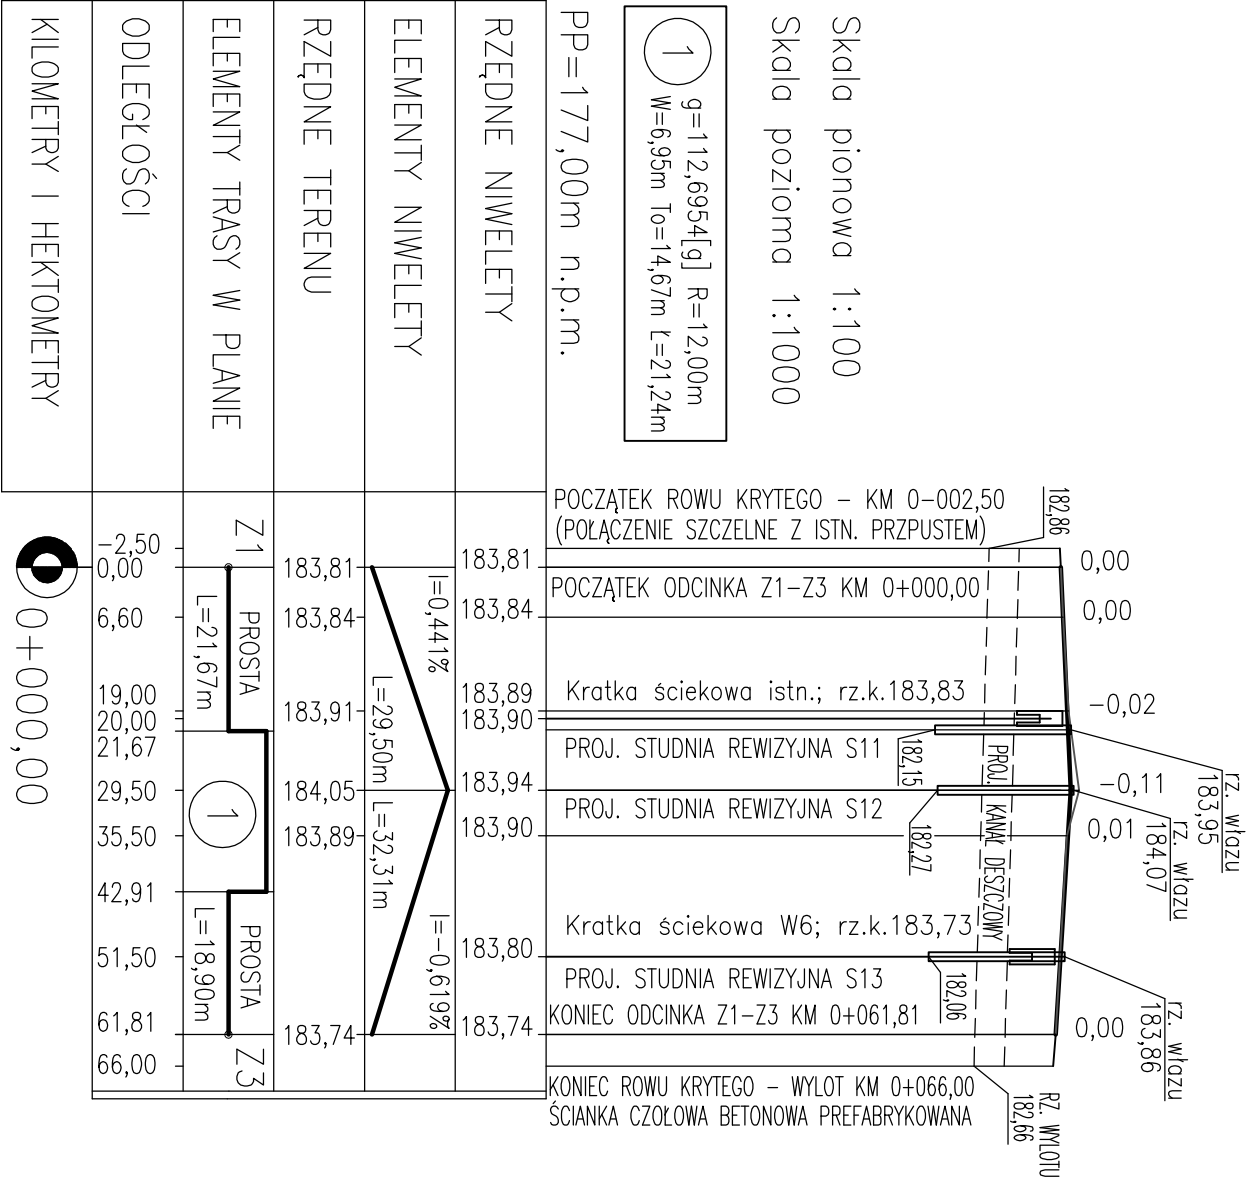 Skala pionowa 1:100
Skala pozioma 1:1000
1
g=112,6954[g] R=12,00m
W=6,95m To=14,67m Ł=21,24m
PP=177,00m n.p.m.
RZĘDNE NIWELETY
ELEMENTY NIWELETY
RZĘDNE TERENU
ELEMENTY TRASY W PLANIE
ODLEGŁOŚCI
KILOMETRY I HEKTOMETRY
POCZĄTEK ROWU KRYTEGO – KM 0–002,50
(POŁĄCZENIE SZCZELNE Z ISTN. PRZPUSTEM)
182,86
POCZĄTEK ODCINKA Z1–Z3 KM 0+000,00
Kratka ściekowa istn.; rz.k.183,83
PROJ. STUDNIA REWIZYJNA S11
182,15
PROJ. KANAŁ DESZCZOWY
PROJ. STUDNIA REWIZYJNA S12
182,27
Kratka ściekowa W6; rz.k.183,73
PROJ. STUDNIA REWIZYJNA S13
182,06
KONIEC ODCINKA Z1–Z3 KM 0+061,81
KONIEC ROWU KRYTEGO – WYLOT KM 0+066,00
ŚCIANKA CZOŁOWA BETONOWA PREFABRYKOWANA
RZ. WYLOTU
182,66
0,00
0,00
–0,02
–0,11
0,01
0,00
rz. włazu
183,95
rz. włazu
184,07
rz. włazu
183,86
183,81
183,84
183,89
183,90
183,94
183,90
183,80
183,74
I=0,441%
L=29,50m
L=32,31m
I=–0,619%
183,81
183,84
183,91
184,05
183,89
183,74
Z1
PROSTA
L=21,67m
1
PROSTA
L=18,90m
Z3
–2,50
0,00
6,60
19,00
20,00
21,67
29,50
35,50
42,91
51,50
61,81
66,00
0+000,00